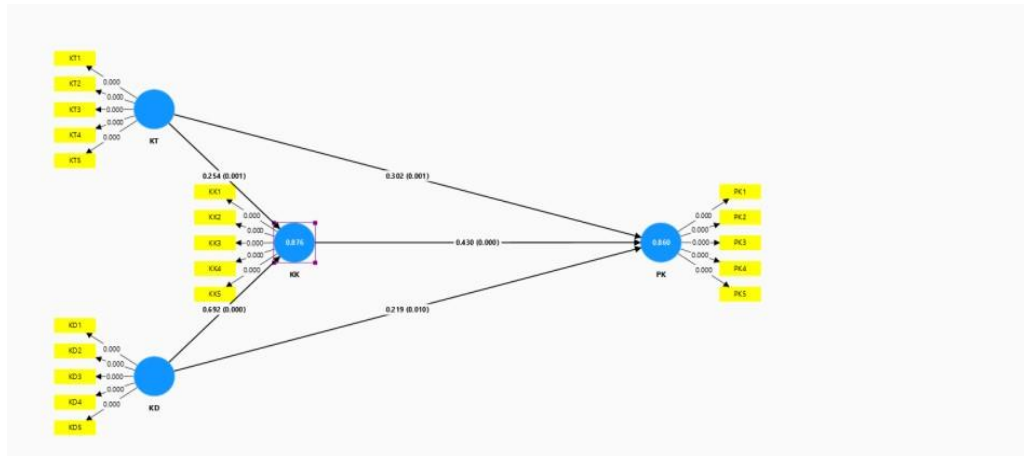 KT1
0.000
KT2
0.000
KT3
0.000
KT4
0.000
KT5
0.000
KT
0.254 (0.001)
0.302 (0.001)
KK1
0.000
KK2
0.000
KK3
0.000
KK4
0.000
KK5
0.000
0.876
KK
0.430 (0.000)
0.860
PK
PK1
0.000
PK2
0.000
PK3
0.000
PK4
0.000
PK5
0.000
0.692 (0.000)
0.219 (0.010)
KD1
0.000
KD2
0.000
KD3
0.000
KD4
0.000
KD5
0.000
KD